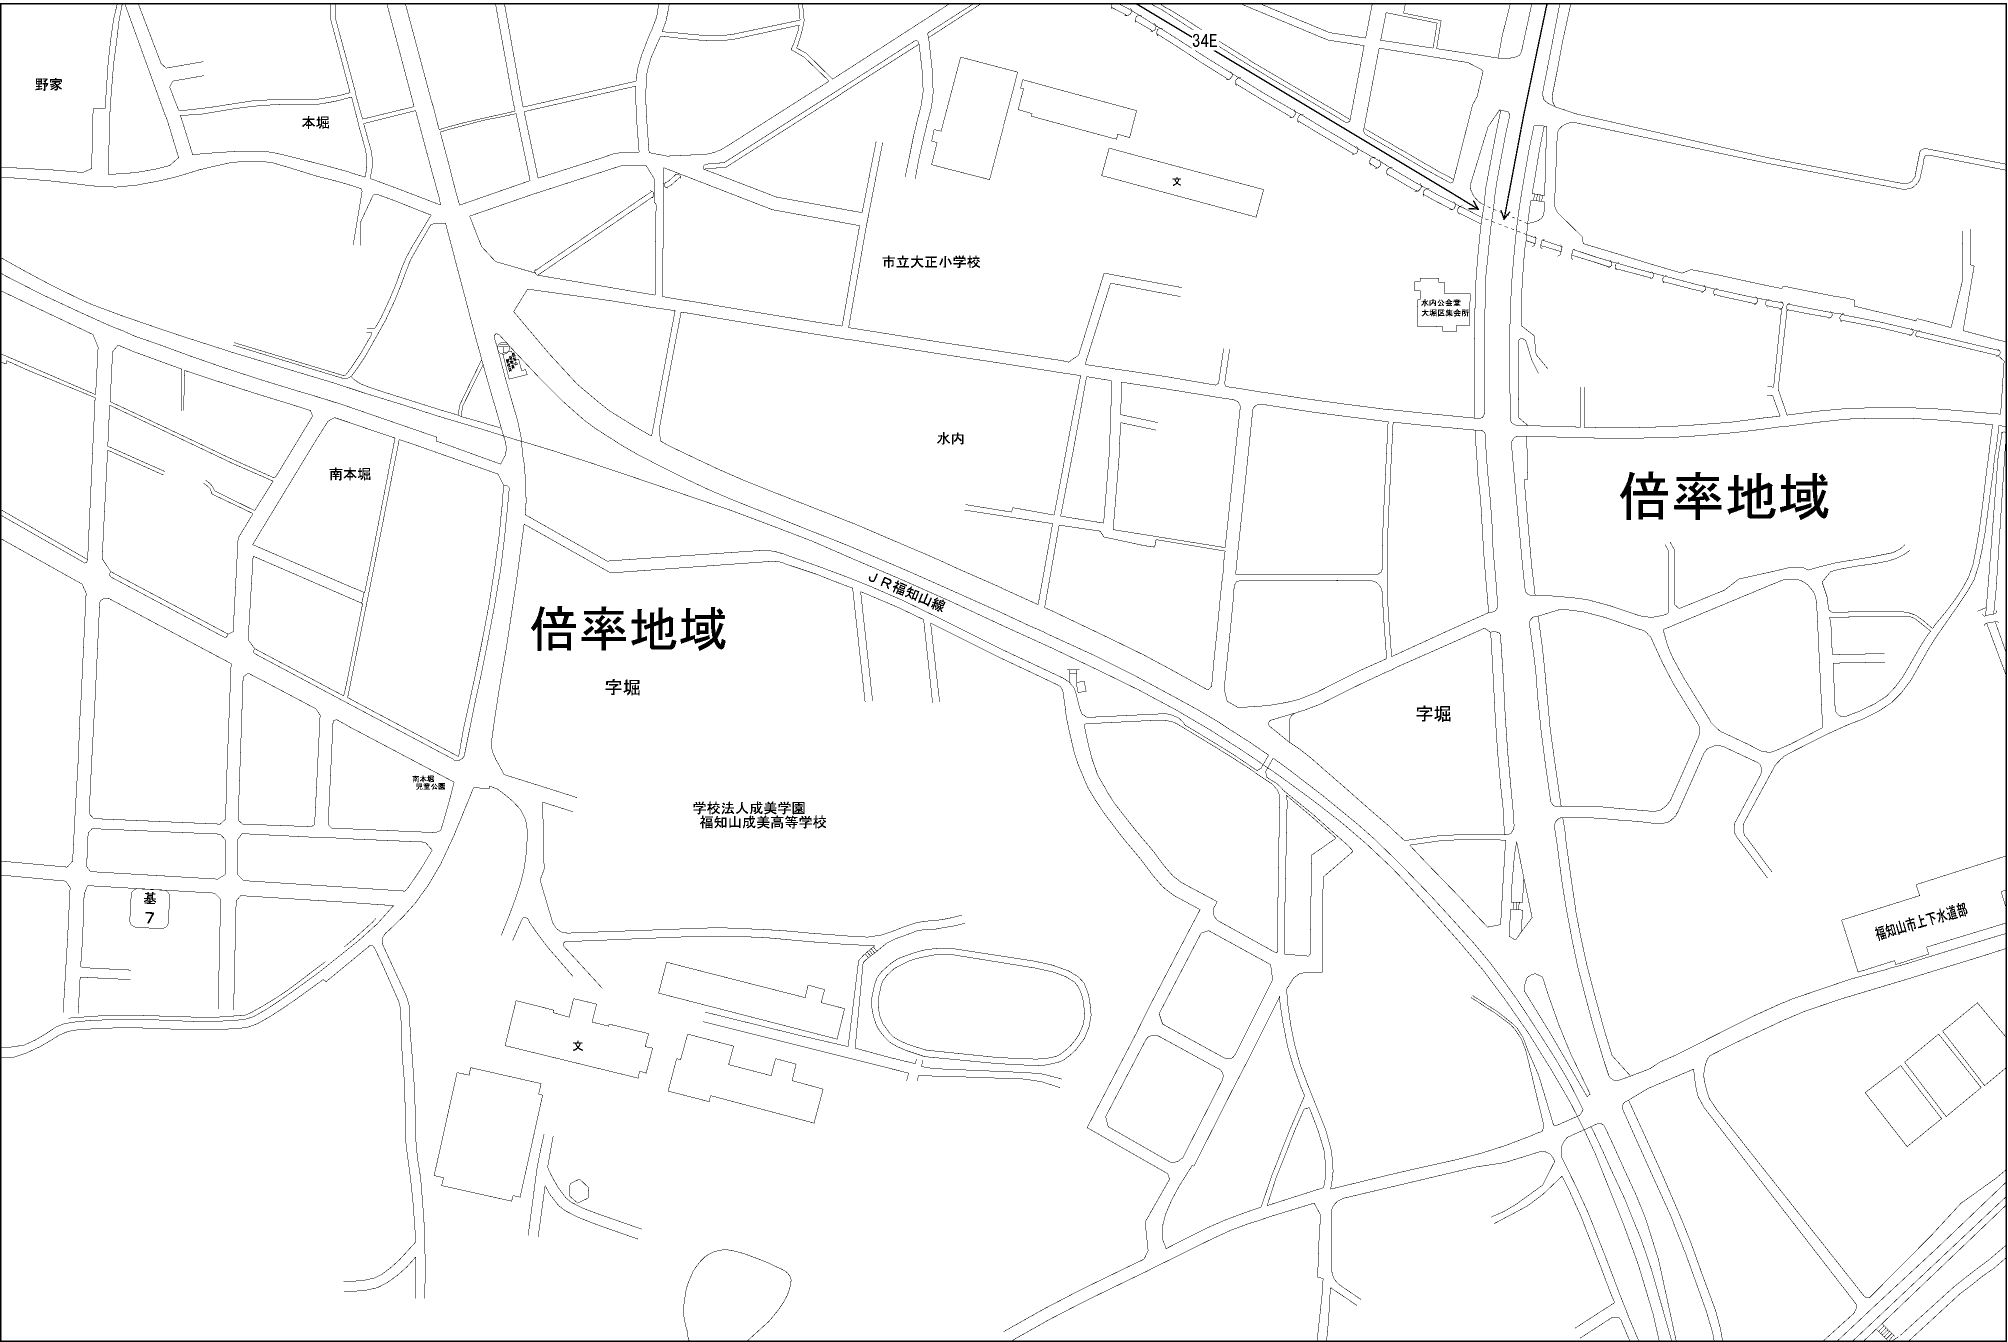 34E
野家
本堀
文
市立大正小学校
水内公会堂
大堀区集会所
水内
南本堀
倍率地域
JR福知山線
倍率地域
字堀
字堀
南本堀
児童公園
学校法人成美学園
福知山成美高等学校
基
7
福知山市上下水道部
文